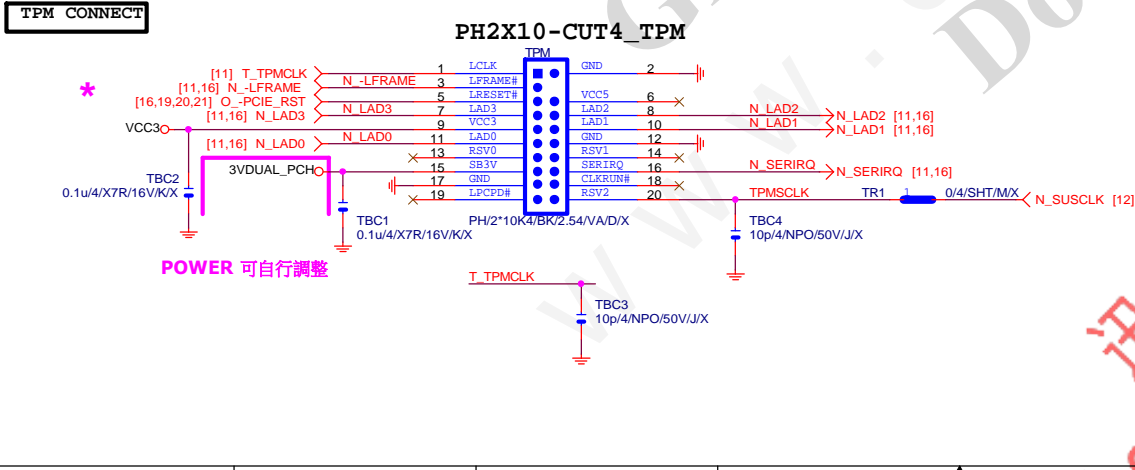 TPM CONNECT
PH2X10-CUT4_TPM
TPM
[11] T_TPMCLK 1 LCLK GND 2
[11,16] N_-LFRAME N_-LFRAME 3 LFRAME#
[16,19,20,21] O_-PCIE_RST 5 LRESET# VCC5 6
*
[11,16] N_LAD3 N_LAD3 7 LAD3 LAD2 8 N_LAD2 N_LAD2 [11,16]
VCC3 9 VCC3 LAD1 10 N_LAD1 N_LAD1 [11,16]
[11,16] N_LAD0 N_LAD0 11 LAD0 GND 12
13 RSV0 RSV1 14
3VDUAL_PCH 15 SB3V SERIRQ 16 N_SERIRQ N_SERIRQ [11,16]
17 GND CLKRUN# 18
19 LPCPD# RSV2 20 TPMSCLK TR1 1 0/4/SHT/M/X N_SUSCLK [12]
TBC2
0.1u/4/X7R/16V/K/X
TBC1
0.1u/4/X7R/16V/K/X
PH/2*10K4/BK/2.54/VA/D/X
TBC4
10p/4/NPO/50V/J/X
POWER 可自行調整
T_TPMCLK
TBC3
10p/4/NPO/50V/J/X
w w w .
Do
迅